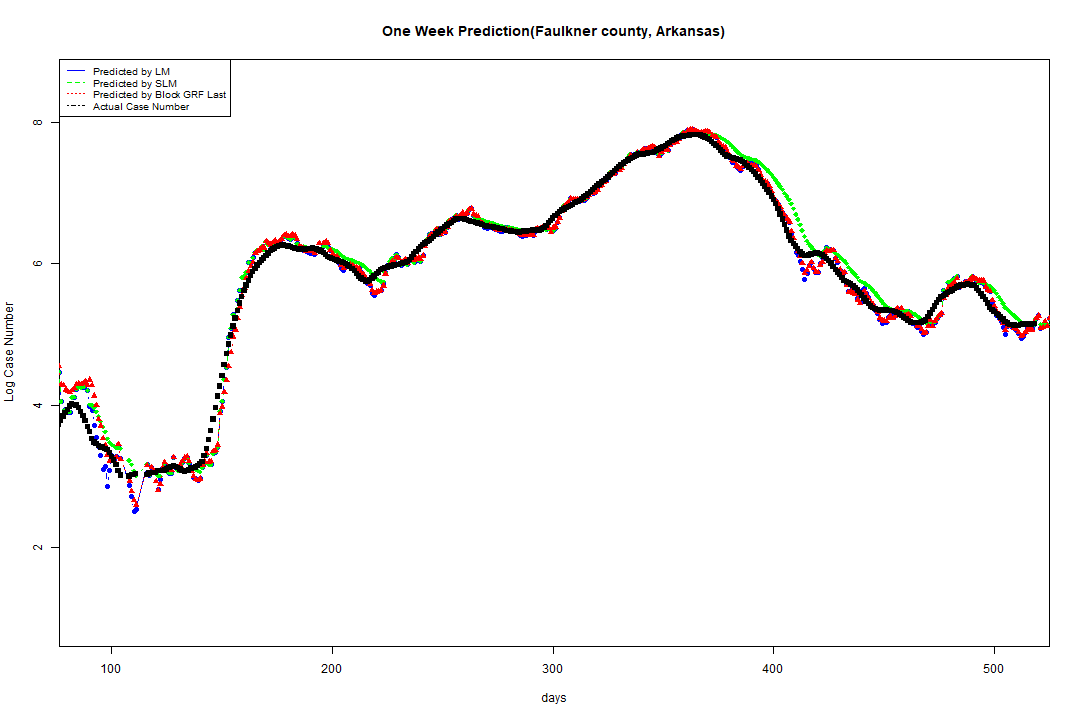 One Week Prediction(Faulkner county, Arkansas)
Predicted by LM
Predicted by SLM
Predicted by Block GRF Last
Actual Case Number
8
6
4
2
Log Case Number
100 200 300 400 500
days